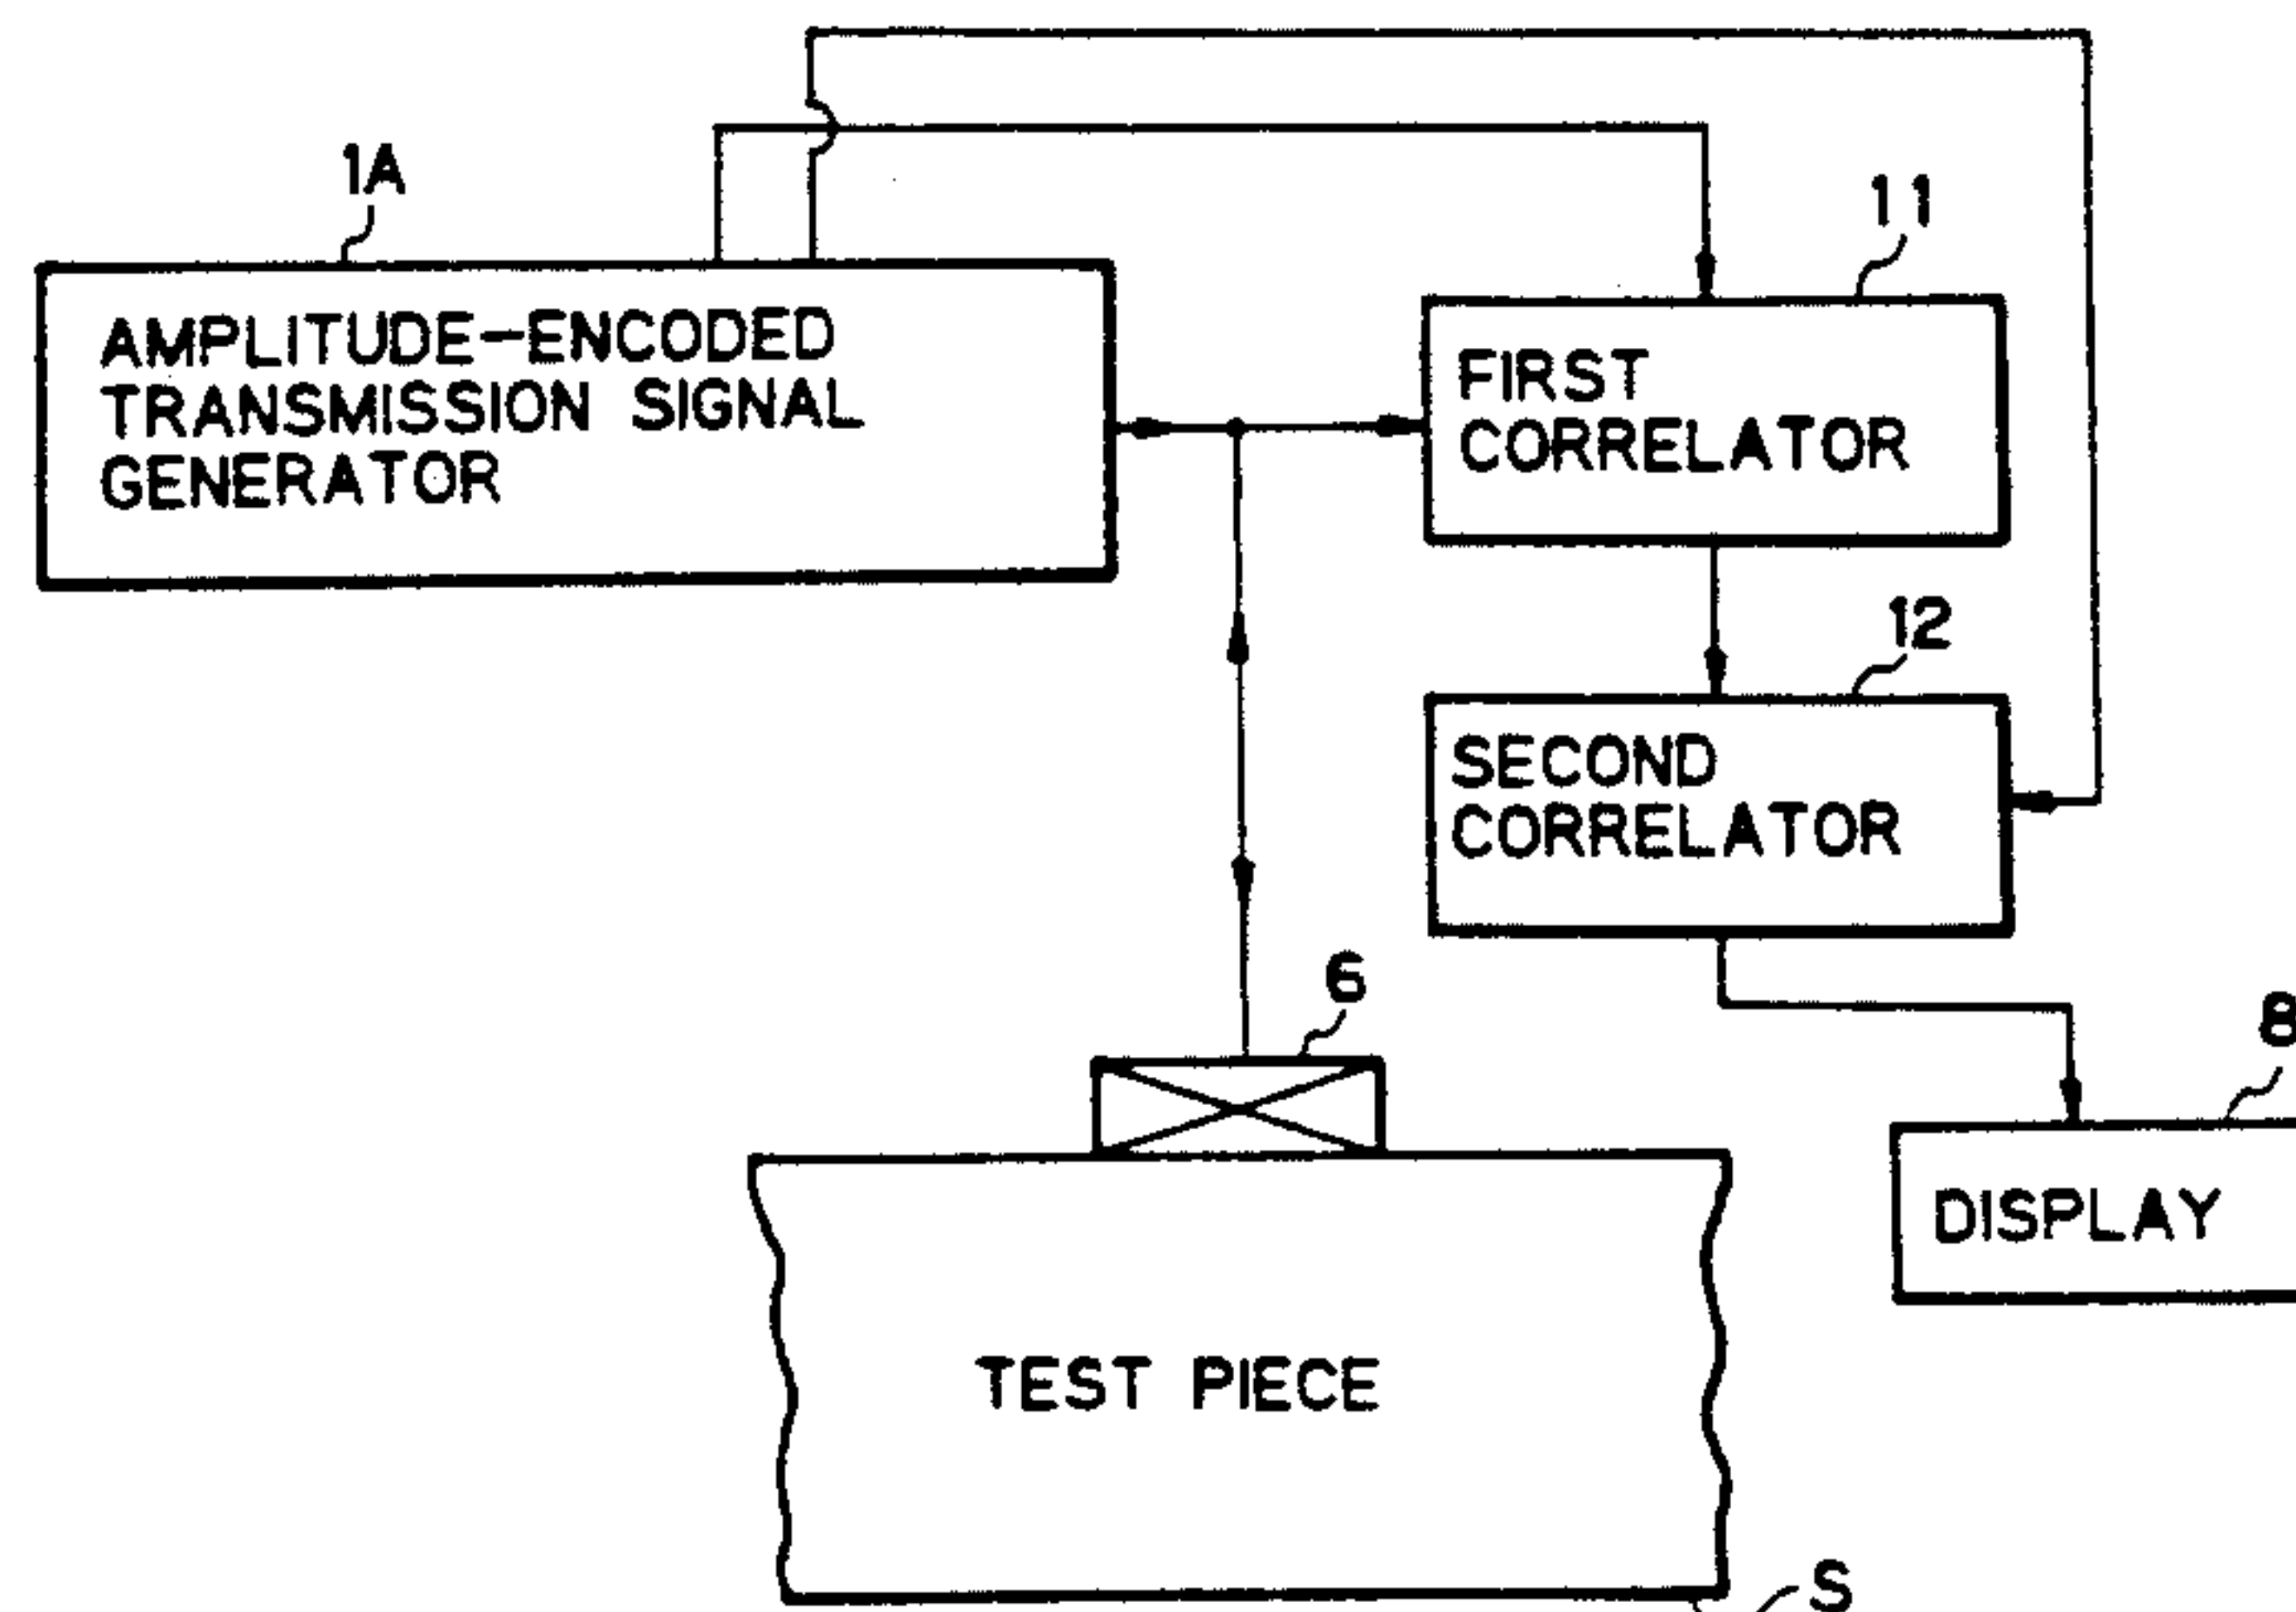 1A
11
AMPLITUDE-ENCODED
TRANSMISSION SIGNAL
GENERATOR
FIRST
CORRELATOR
12
SECOND
CORRELATOR
6
8
DISPLAY
TEST PIECE
S